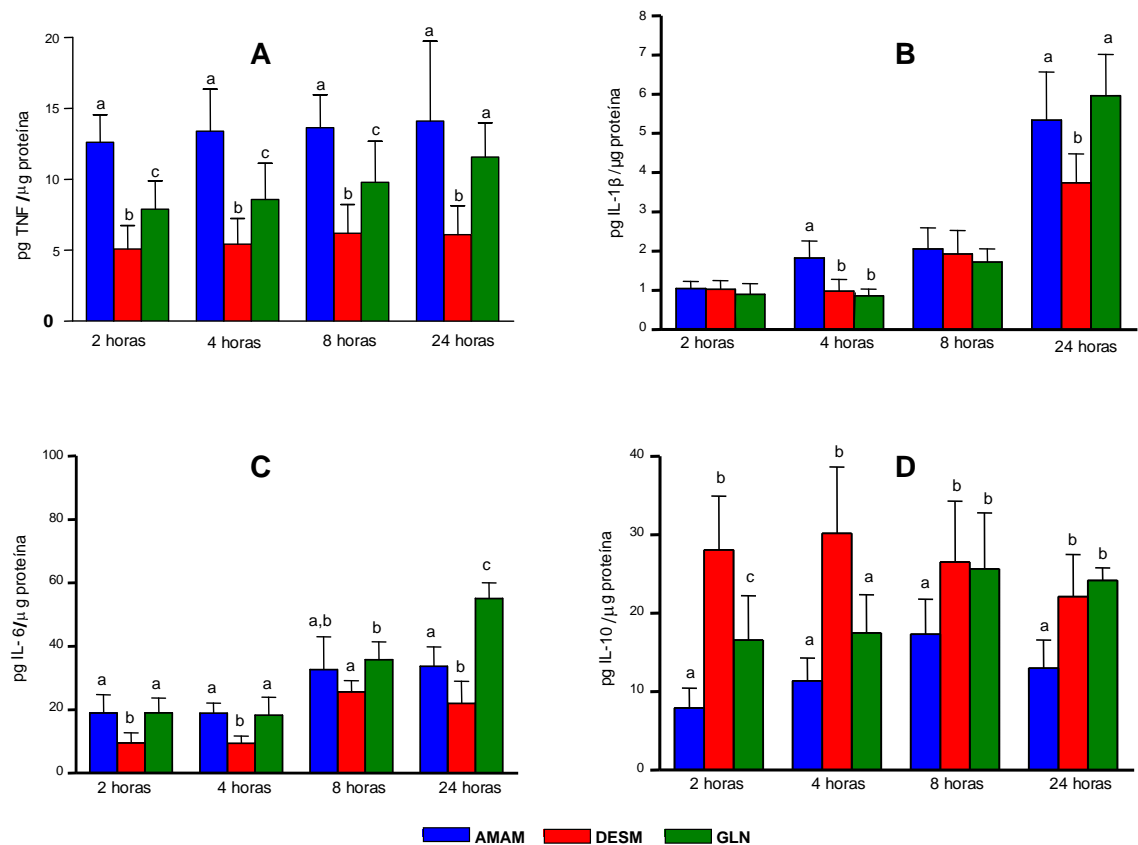 A
pg TNF /µg proteína
20
15
10
5
0
a
b
c
a
b
c
a
b
c
a
b
a
2 horas
4 horas
8 horas
24 horas
B
pg IL-1β/µg proteína
8
7
6
5
4
3
2
1
0
a
b
b
a
b
a
2 horas
4 horas
8 horas
24 horas
C
pg IL-6/µg proteína
100
80
60
40
20
0
a
b
a
a
b
a
a,b
a
b
a
b
c
2 horas
4 horas
8 horas
24 horas
D
pg IL-10 /µg proteína
40
30
20
10
0
a
b
c
a
b
a
a
b
b
a
b
b
2 horas
4 horas
8 horas
24 horas
AMAM DESM GLN